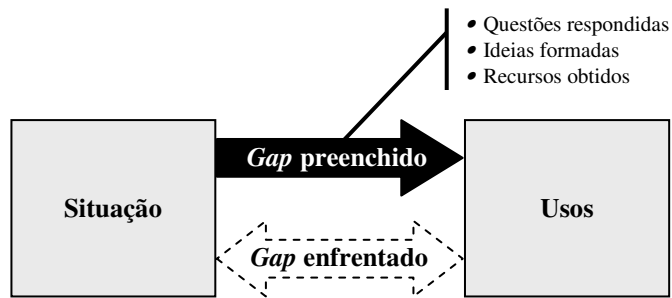 • Questões respondidas
• Ideias formadas
• Recursos obtidos
Gap preenchido
Situação
Usos
Gap enfrentado